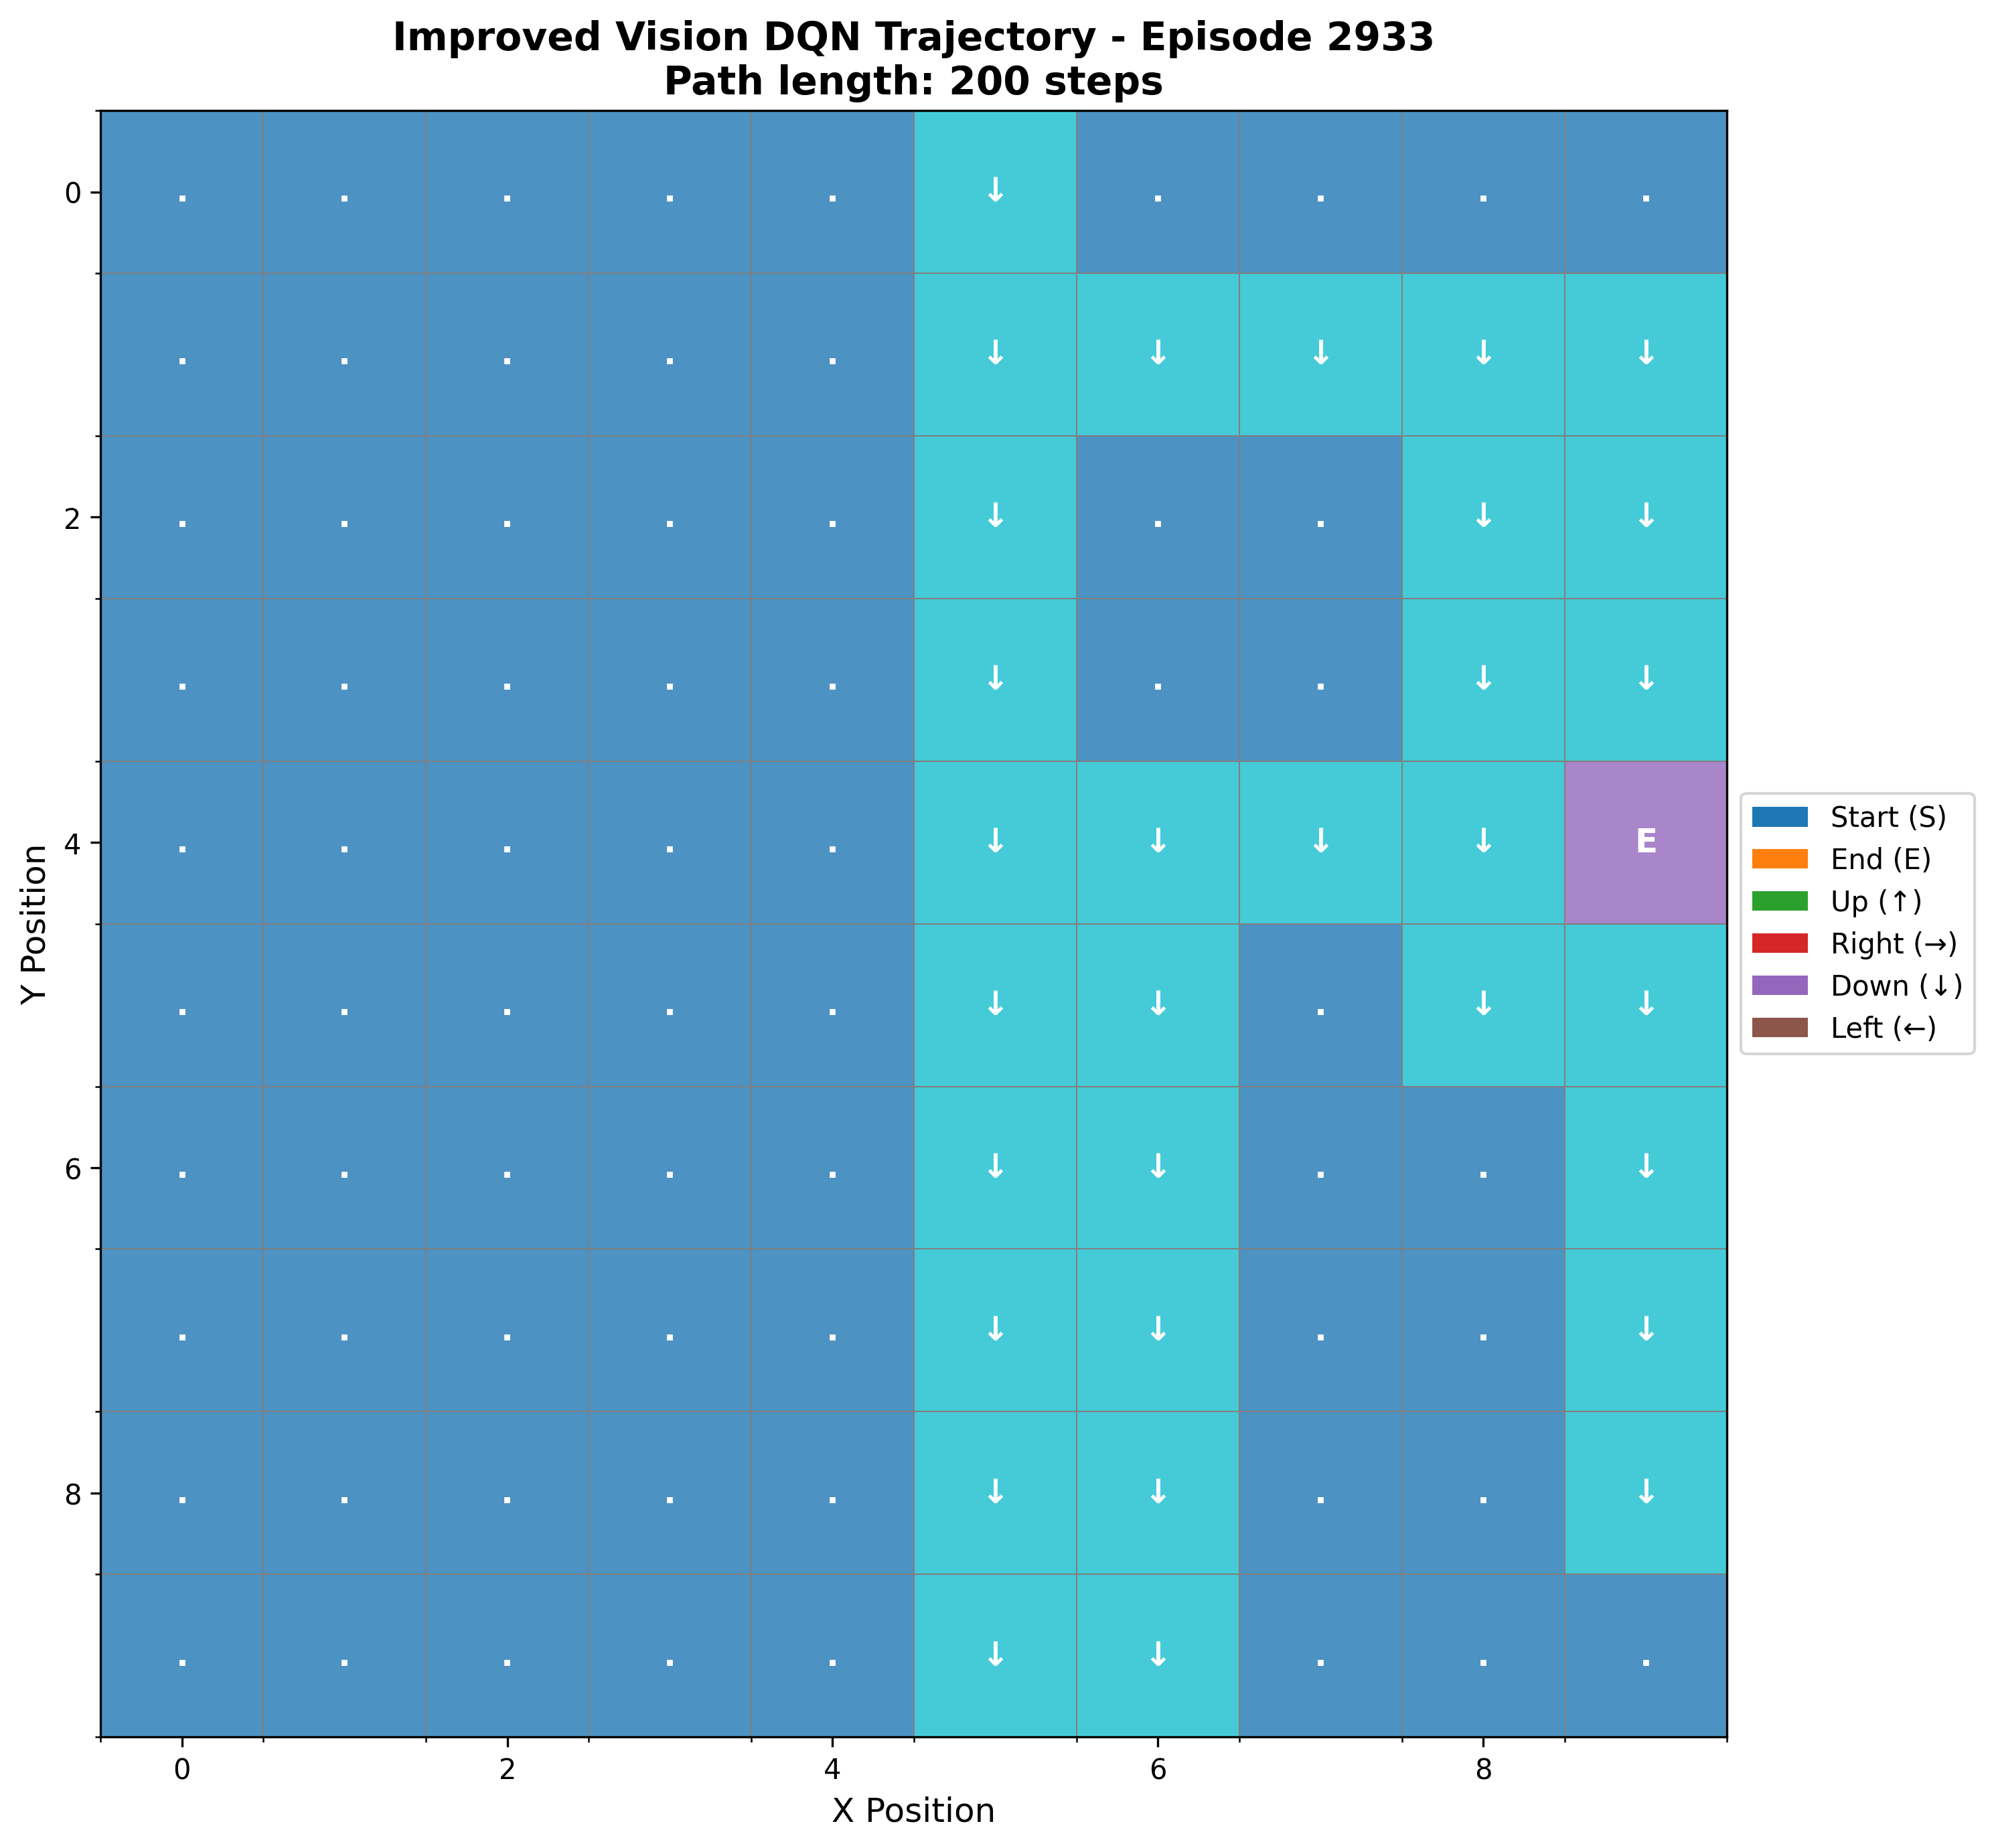 Improved Vision DQN Trajectory - Episode 2933
Path length: 200 steps
0 . . . . . ↓ . . . .
. . . . . ↓ ↓ ↓ ↓ ↓
2 . . . . . ↓ . . ↓ ↓
. . . . . ↓ . . ↓ ↓
4 . . . . . ↓ ↓ ↓ ↓ E
. . . . . ↓ ↓ . ↓ ↓
6 . . . . . ↓ ↓ . . ↓
. . . . . ↓ ↓ . . ↓
8 . . . . . ↓ ↓ . . ↓
. . . . . ↓ ↓ . . .
0 2 4 6 8
X Position
Y Position
Start (S)
End (E)
Up (↑)
Right (→)
Down (↓)
Left (←)